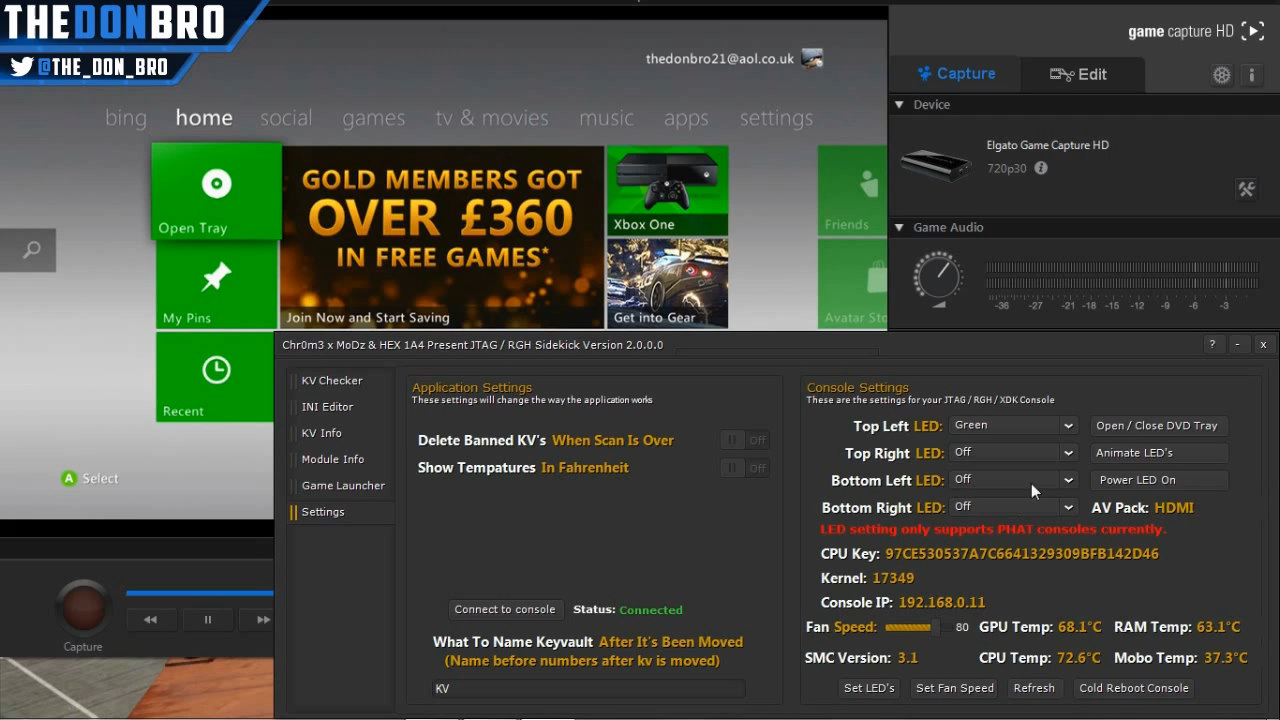 THEDONBRO
@THE_DON_BRO
thedonbro21@aol.co.uk
bing home social games tv & movies music apps settings
Open Tray
My Pins
Recent
GOLD MEMBERS GOT
OVER £360
IN FREE GAMES*
Join Now and Start Saving
Xbox One
Get into Gear
Friends
Avatar Sto
A Select
Capture
game capture HD
Capture
Edit
Device
Elgato Game Capture HD
720p30
Game Audio
-36 -27 -21 -18 -15 -12 -9 -6 -3
Chr0m3 x MoDz & HEX 1A4 Present JTAG / RGH Sidekick Version 2.0.0.0
? - x
KV Checker
INI Editor
KV Info
Module Info
Game Launcher
Settings
Application Settings
These settings will change the way the application works
Delete Banned KV's When Scan Is Over Off
Show Tempatures In Fahrenheit Off
Connect to console Status: Connected
What To Name Keyvault After It's Been Moved
(Name before numbers after kv is moved)
KV
Console Settings
These are the settings for your JTAG / RGH / XDK Console
Top Left LED: Green Open / Close DVD Tray
Top Right LED: Off Animate LED's
Bottom Left LED: Off Power LED On
Bottom Right LED: Off AV Pack: HDMI
LED setting only supports PHAT consoles currently.
CPU Key: 97CE530537A7C6641329309BFB142D46
Kernel: 17349
Console IP: 192.168.0.11
Fan Speed: 80 GPU Temp: 68.1°C RAM Temp: 63.1°C
SMC Version: 3.1 CPU Temp: 72.6°C Mobo Temp: 37.3°C
Set LED's Set Fan Speed Refresh Cold Reboot Console